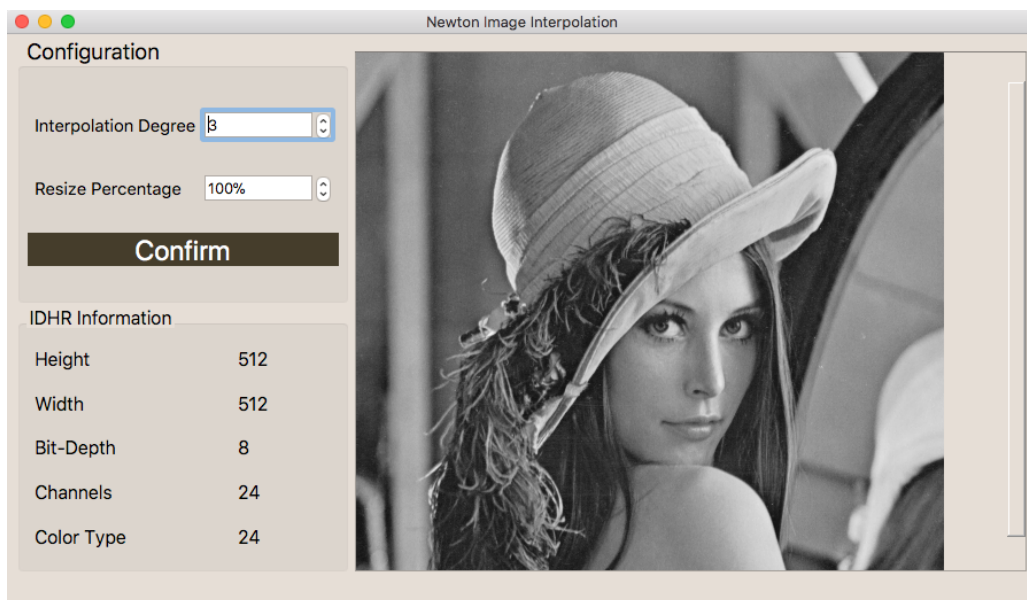 Newton Image Interpolation
Configuration
Interpolation Degree 3
Resize Percentage 100%
Confirm
IDHR Information
Height 512
Width 512
Bit-Depth 8
Channels 24
Color Type 24